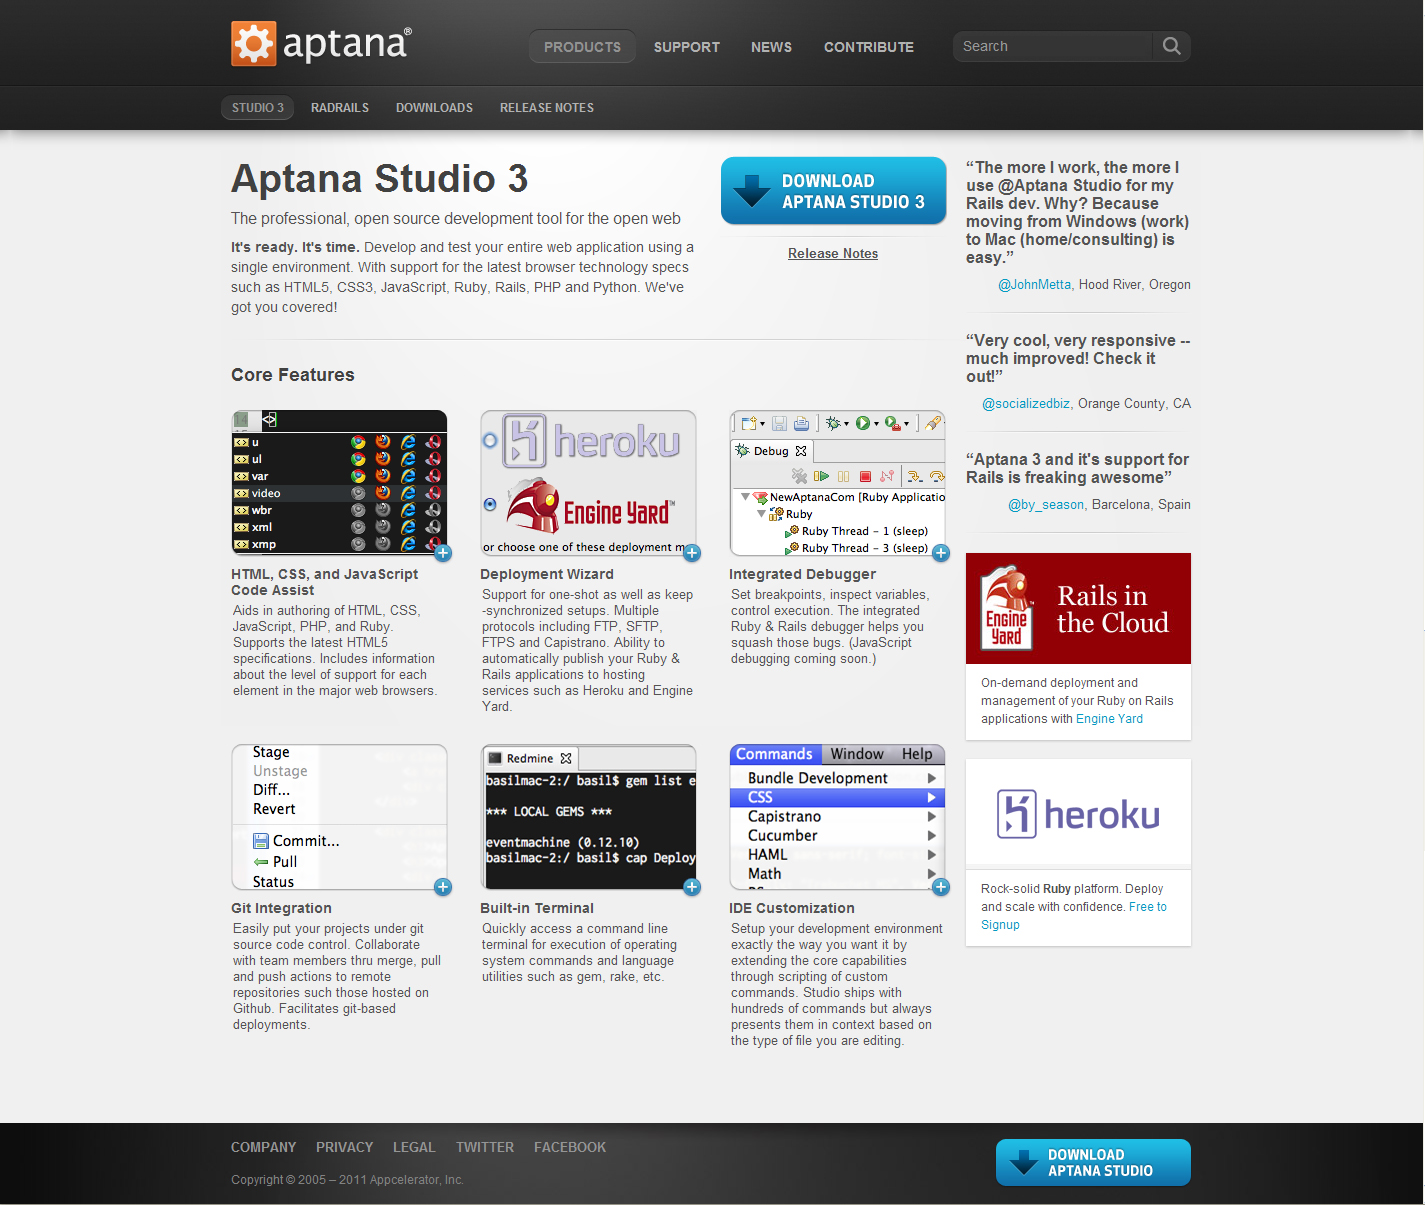 aptana®
PRODUCTS
SUPPORT
NEWS
CONTRIBUTE
Search
STUDIO 3
RADRAILS
DOWNLOADS
RELEASE NOTES
Aptana Studio 3
The professional, open source development tool for the open web
It's ready. It's time. Develop and test your entire web application using a
single environment. With support for the latest browser technology specs
such as HTML5, CSS3, JavaScript, Ruby, Rails, PHP and Python. We've
got you covered!
DOWNLOAD
APTANA STUDIO 3
Release Notes
Core Features
14
<>
u
ul
var
video
wbr
xml
xmp
HTML, CSS, and JavaScript
Code Assist
Aids in authoring of HTML, CSS,
JavaScript, PHP, and Ruby.
Supports the latest HTML5
specifications. Includes information
about the level of support for each
element in the major web browsers.
heroku
Engine Yard™
or choose one of these deployment m
Deployment Wizard
Support for one-shot as well as keep
-synchronized setups. Multiple
protocols including FTP, SFTP,
FTPS and Capistrano. Ability to
automatically publish your Ruby &
Rails applications to hosting
services such as Heroku and Engine
Yard.
Debug
NewAptanaCom [Ruby Applicatio
Ruby
Ruby Thread - 1 (sleep)
Ruby Thread - 3 (sleep)
Integrated Debugger
Set breakpoints, inspect variables,
control execution. The integrated
Ruby & Rails debugger helps you
squash those bugs. (JavaScript
debugging coming soon.)
Stage
Unstage
Diff...
Revert
Commit...
Pull
Status
Git Integration
Easily put your projects under git
source code control. Collaborate
with team members thru merge, pull
and push actions to remote
repositories such those hosted on
Github. Facilitates git-based
deployments.
Redmine
basilmac-2:/ basil$ gem list e
*** LOCAL GEMS ***
eventmachine (0.12.10)
basilmac-2:/ basil$ cap Deploy
Built-in Terminal
Quickly access a command line
terminal for execution of operating
system commands and language
utilities such as gem, rake, etc.
Commands Window Help
Bundle Development
CSS
Capistrano
Cucumber
HAML
Math
IDE Customization
Setup your development environment
exactly the way you want it by
extending the core capabilities
through scripting of custom
commands. Studio ships with
hundreds of commands but always
presents them in context based on
the type of file you are editing.
“The more I work, the more I
use @Aptana Studio for my
Rails dev. Why? Because
moving from Windows (work)
to Mac (home/consulting) is
easy.”
@JohnMetta, Hood River, Oregon
“Very cool, very responsive --
much improved! Check it
out!”
@socializedbiz, Orange County, CA
“Aptana 3 and it's support for
Rails is freaking awesome”
@by_season, Barcelona, Spain
Engine
Yard
Rails in
the Cloud
On-demand deployment and
management of your Ruby on Rails
applications with Engine Yard
heroku
Rock-solid Ruby platform. Deploy
and scale with confidence. Free to
Signup
COMPANY
PRIVACY
LEGAL
TWITTER
FACEBOOK
Copyright © 2005 – 2011 Appcelerator, Inc.
DOWNLOAD
APTANA STUDIO